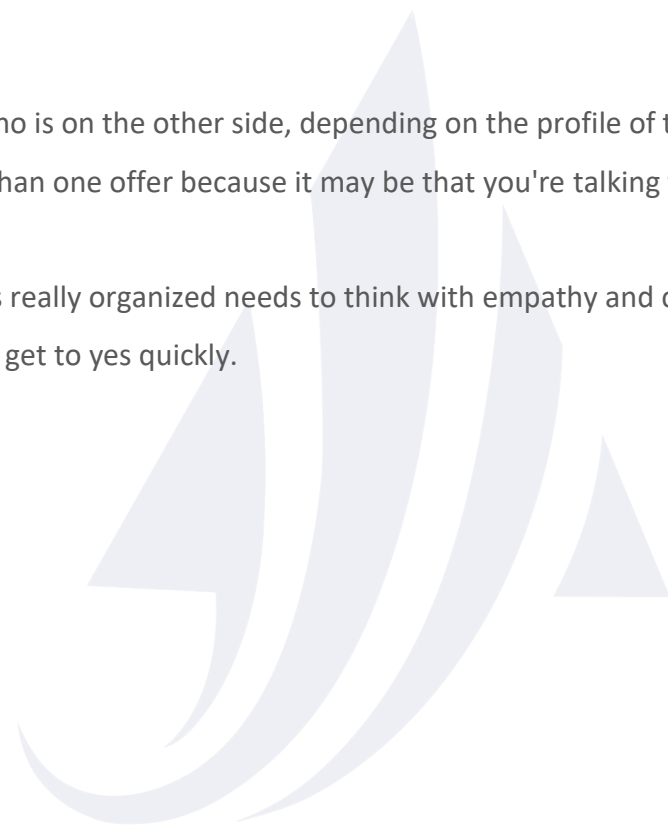 no is on the other side, depending on the profile of t
han one offer because it may be that you're talking
s really organized needs to think with empathy and
get to yes quickly.